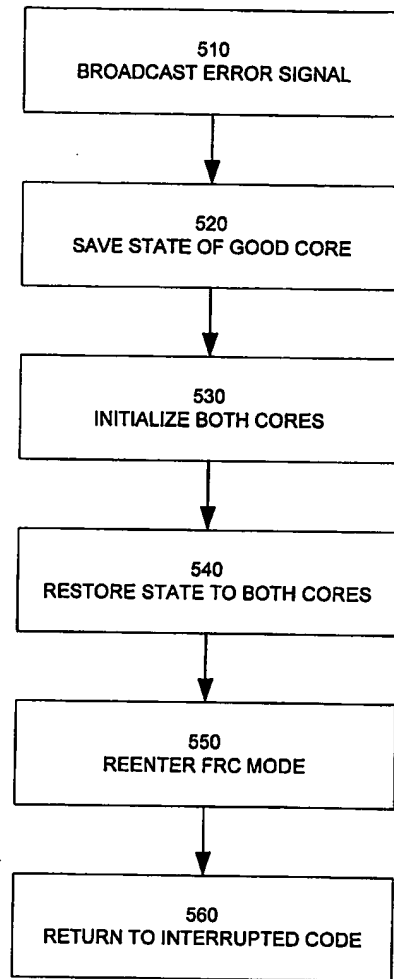 510
BROADCAST ERROR SIGNAL
520
SAVE STATE OF GOOD CORE
530
INITIALIZE BOTH CORES
540
RESTORE STATE TO BOTH CORES
550
REENTER FRC MODE
560
RETURN TO INTERRUPTED CODE